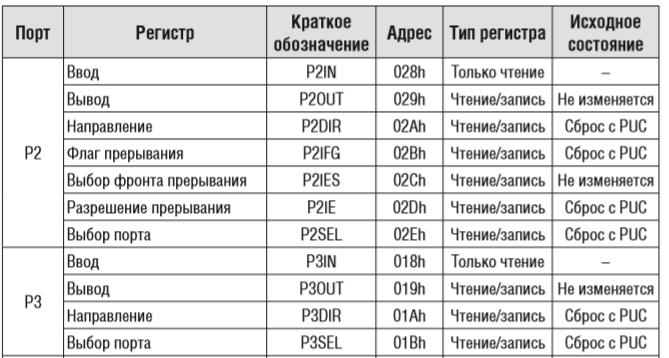 Порт Регистр Краткое обозначение Адрес Тип регистра Исходное состояние
P2
Ввод P2IN 028h Только чтение –
Вывод P2OUT 029h Чтение/запись Не изменяется
Направление P2DIR 02Ah Чтение/запись Сброс с PUC
Флаг прерывания P2IFG 02Bh Чтение/запись Сброс с PUC
Выбор фронта прерывания P2IES 02Ch Чтение/запись Не изменяется
Разрешение прерывания P2IE 02Dh Чтение/запись Сброс с PUC
Выбор порта P2SEL 02Eh Чтение/запись Сброс с PUC
P3
Ввод P3IN 018h Только чтение –
Вывод P3OUT 019h Чтение/запись Не изменяется
Направление P3DIR 01Ah Чтение/запись Сброс с PUC
Выбор порта P3SEL 01Bh Чтение/запись Сброс с PUC